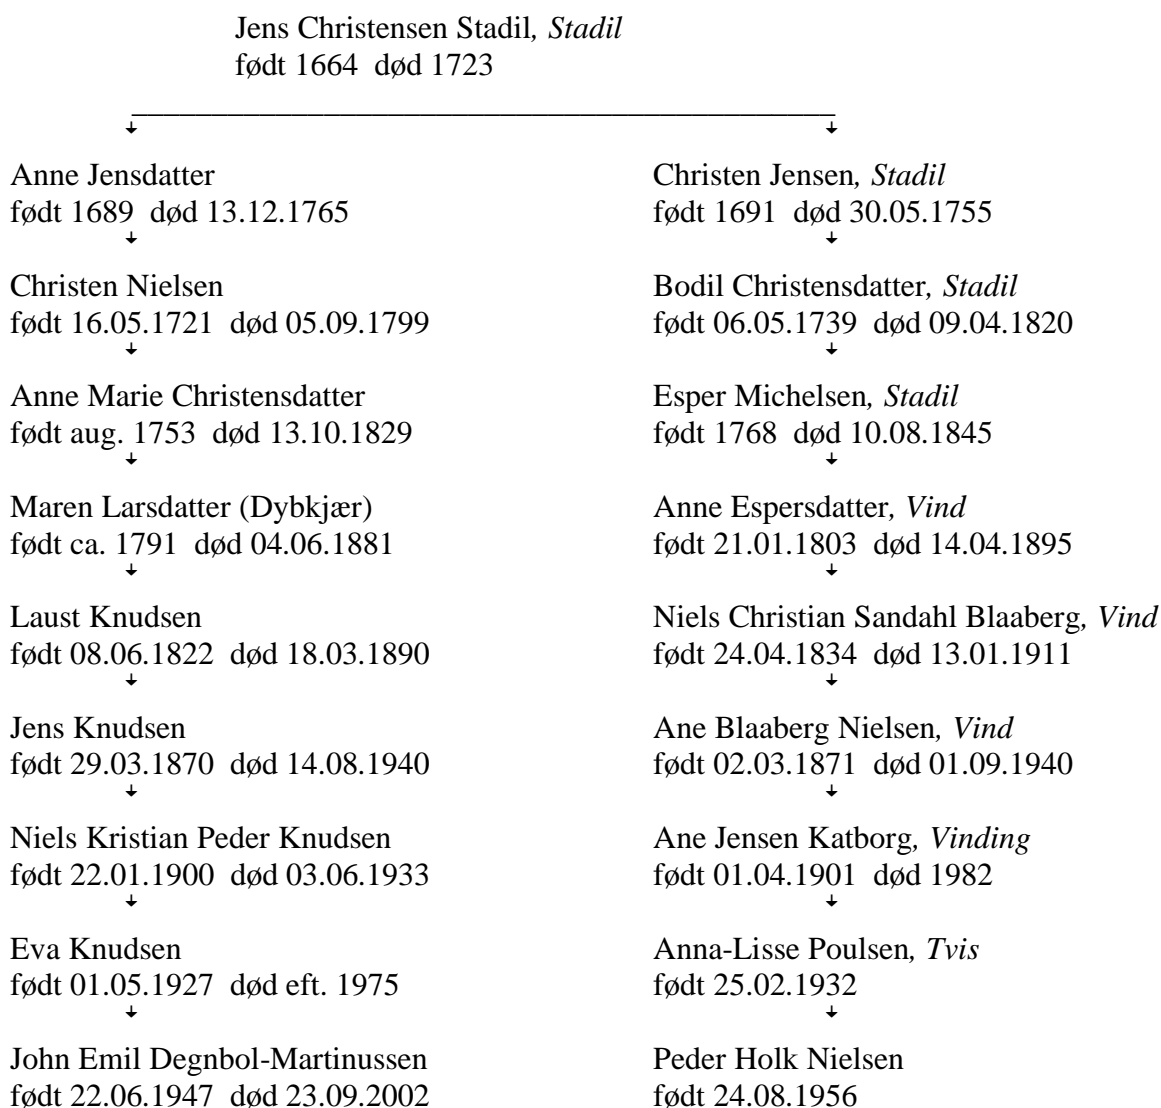 Jens Christensen Stadil, Stadil
født 1664 død 1723
Anne Jensdatter
født 1689 død 13.12.1765
Christen Nielsen
født 16.05.1721 død 05.09.1799
Anne Marie Christensdatter
født aug. 1753 død 13.10.1829
Maren Larsdatter (Dybkjær)
født ca. 1791 død 04.06.1881
Laust Knudsen
født 08.06.1822 død 18.03.1890
Jens Knudsen
født 29.03.1870 død 14.08.1940
Niels Kristian Peder Knudsen
født 22.01.1900 død 03.06.1933
Eva Knudsen
født 01.05.1927 død eft. 1975
John Emil Degnbol-Martinussen
født 22.06.1947 død 23.09.2002
Christen Jensen, Stadil
født 1691 død 30.05.1755
Bodil Christensdatter, Stadil
født 06.05.1739 død 09.04.1820
Esper Michelsen, Stadil
født 1768 død 10.08.1845
Anne Espersdatter, Vind
født 21.01.1803 død 14.04.1895
Niels Christian Sandahl Blaaberg, Vind
født 24.04.1834 død 13.01.1911
Ane Blaaberg Nielsen, Vind
født 02.03.1871 død 01.09.1940
Ane Jensen Katborg, Vinding
født 01.04.1901 død 1982
Anna-Lisse Poulsen, Tvis
født 25.02.1932
Peder Holk Nielsen
født 24.08.1956